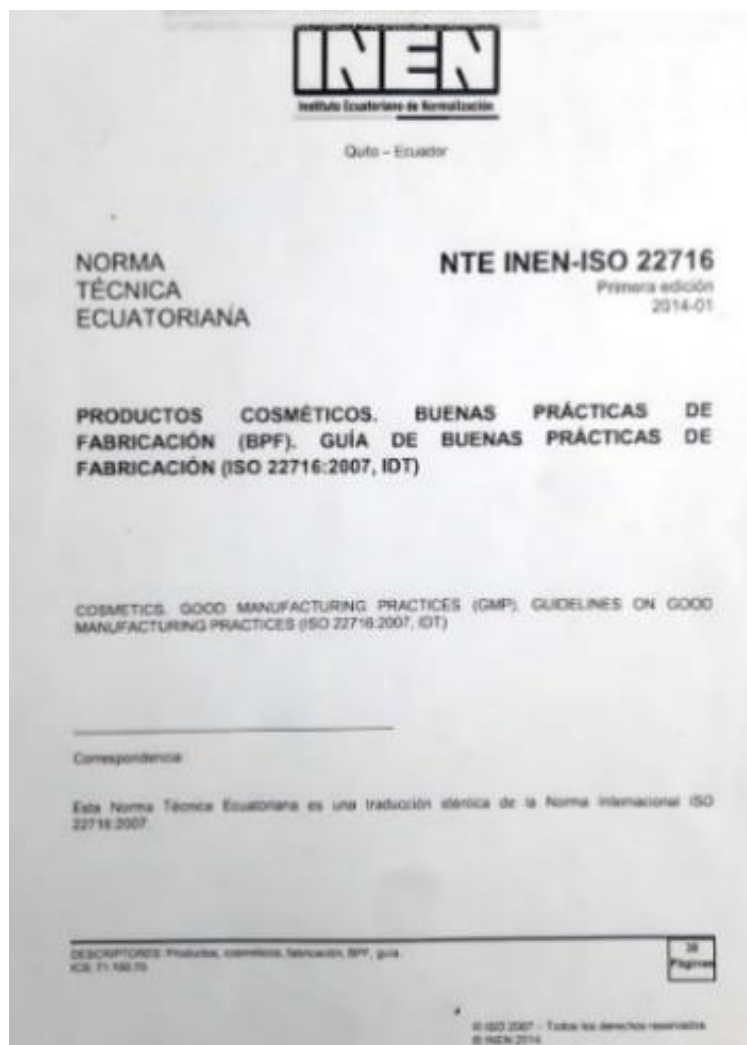 INEN
Instituto Ecuatoriano de Normalización
Quito – Ecuador
NORMA
TÉCNICA
ECUATORIANA
NTE INEN-ISO 22716
Primera edición
2014-01
PRODUCTOS COSMÉTICOS. BUENAS PRÁCTICAS DE
FABRICACIÓN (BPF). GUÍA DE BUENAS PRÁCTICAS DE
FABRICACIÓN (ISO 22716:2007, IDT)
COSMETICS. GOOD MANUFACTURING PRACTICES (GMP). GUIDELINES ON GOOD
MANUFACTURING PRACTICES (ISO 22716:2007, IDT)
Correspondencia:
Esta Norma Técnica Ecuatoriana es una traducción idéntica de la Norma Internacional ISO
22716:2007.
DESCRIPTORES: Productos, cosméticos, fabricación, BPF, guía.
ICS: 71.100.70
Páginas
© ISO 2007 – Todos los derechos reservados
© INEN 2014